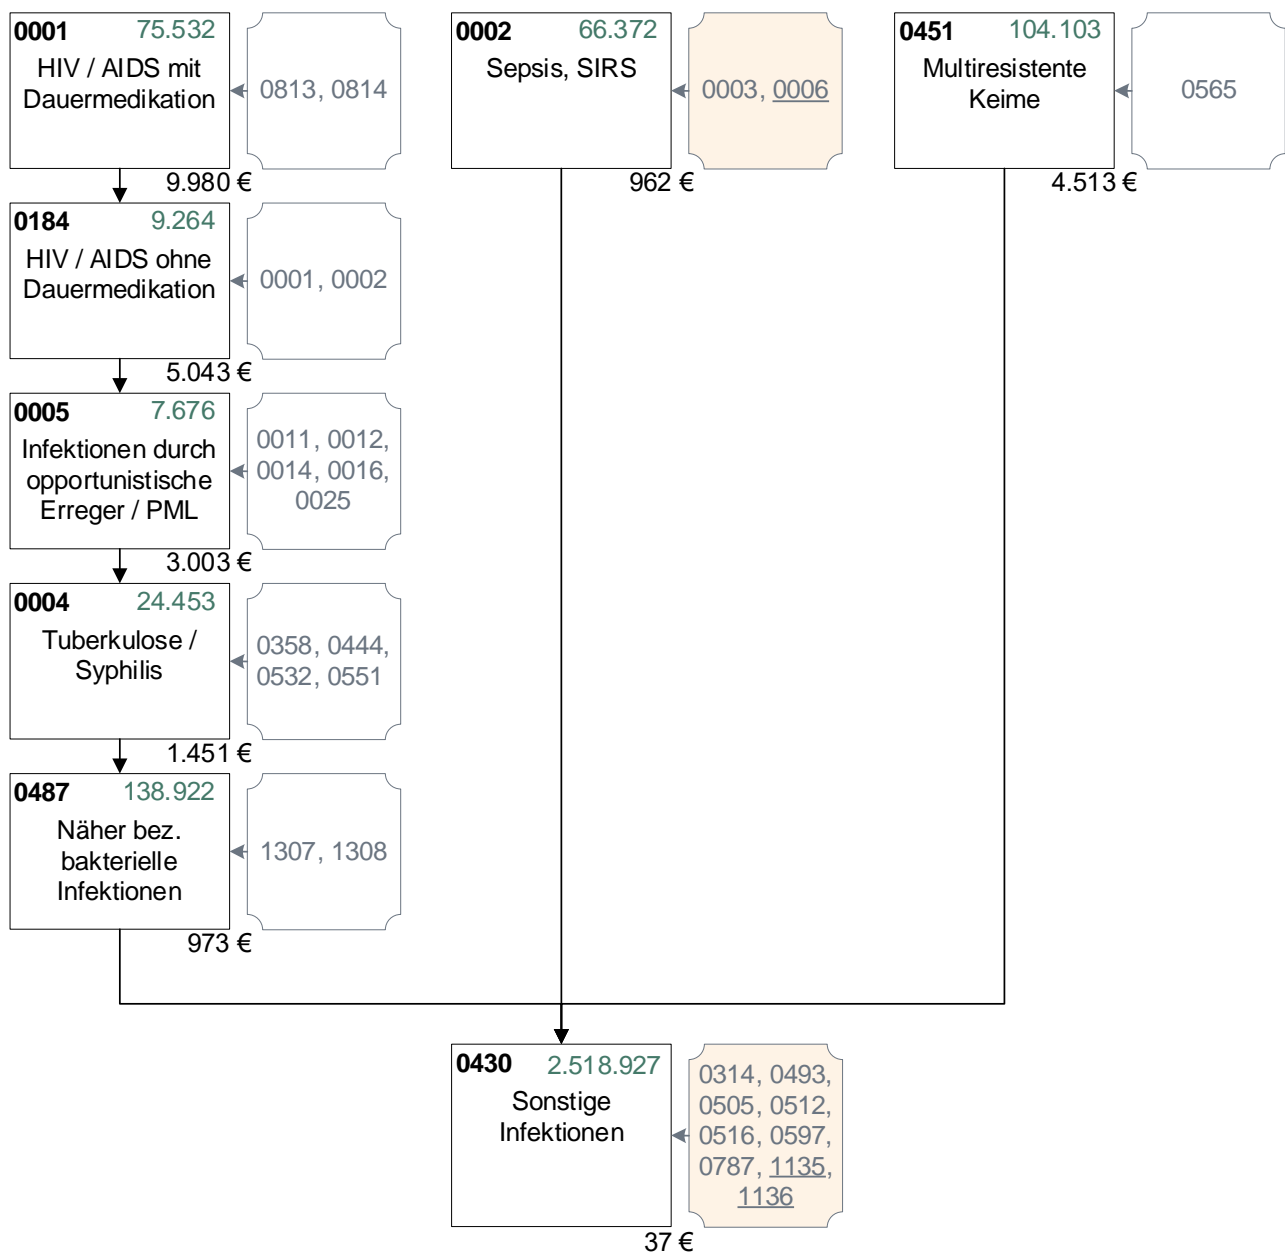 0001 75.532
HIV / AIDS mit
Dauermedikation
0813, 0814
9.980 €
0002 66.372
Sepsis, SIRS
0003, 0006
962 €
0451 104.103
Multiresistente
Keime
0565
4.513 €
0184 9.264
HIV / AIDS ohne
Dauermedikation
0001, 0002
5.043 €
0005 7.676
Infektionen durch
opportunistische
Erreger / PML
0011, 0012,
0014, 0016,
0025
3.003 €
0004 24.453
Tuberkulose /
Syphilis
0358, 0444,
0532, 0551
1.451 €
0487 138.922
Näher bez.
bakterielle
Infektionen
1307, 1308
973 €
0430 2.518.927
Sonstige
Infektionen
0314, 0493,
0505, 0512,
0516, 0597,
0787, 1135,
1136
37 €